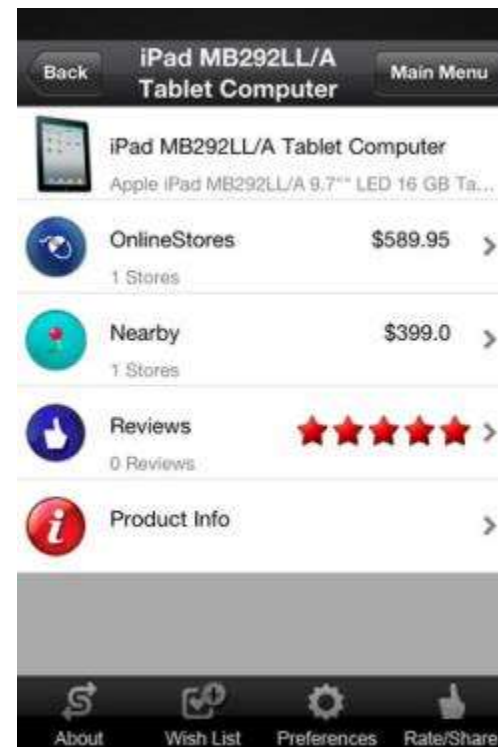 Back
iPad MB292LL/A
Tablet Computer
Main Menu
iPad MB292LL/A Tablet Computer
Apple iPad MB292LL/A 9.7"" LED 16 GB Ta...
OnlineStores
$589.95
1 Stores
Nearby
$399.0
1 Stores
Reviews
0 Reviews
Product Info
About
Wish List
Preferences
Rate/Share